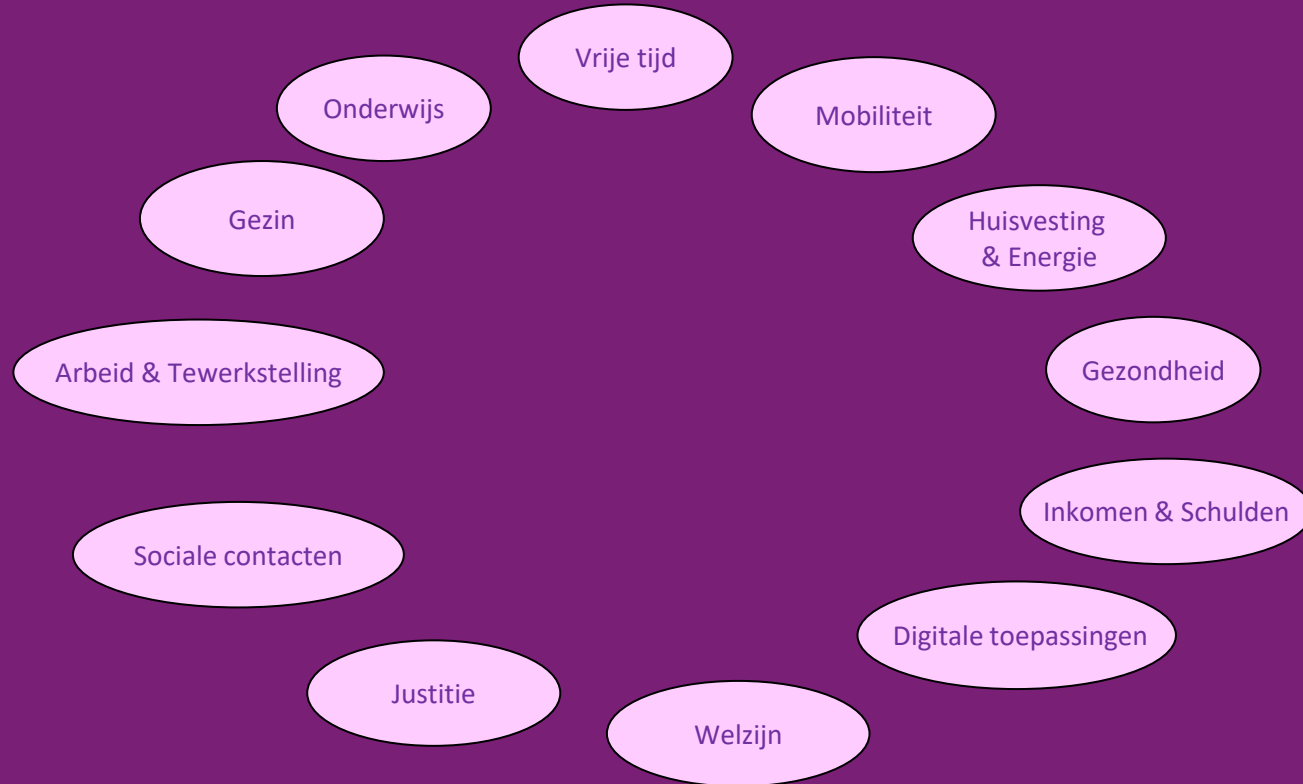 Vrije tijd
Onderwijs
Mobiliteit
Gezin
Huisvesting
& Energie
Arbeid & Tewerkstelling
Gezondheid
Inkomen & Schulden
Sociale contacten
Digitale toepassingen
Justitie
Welzijn